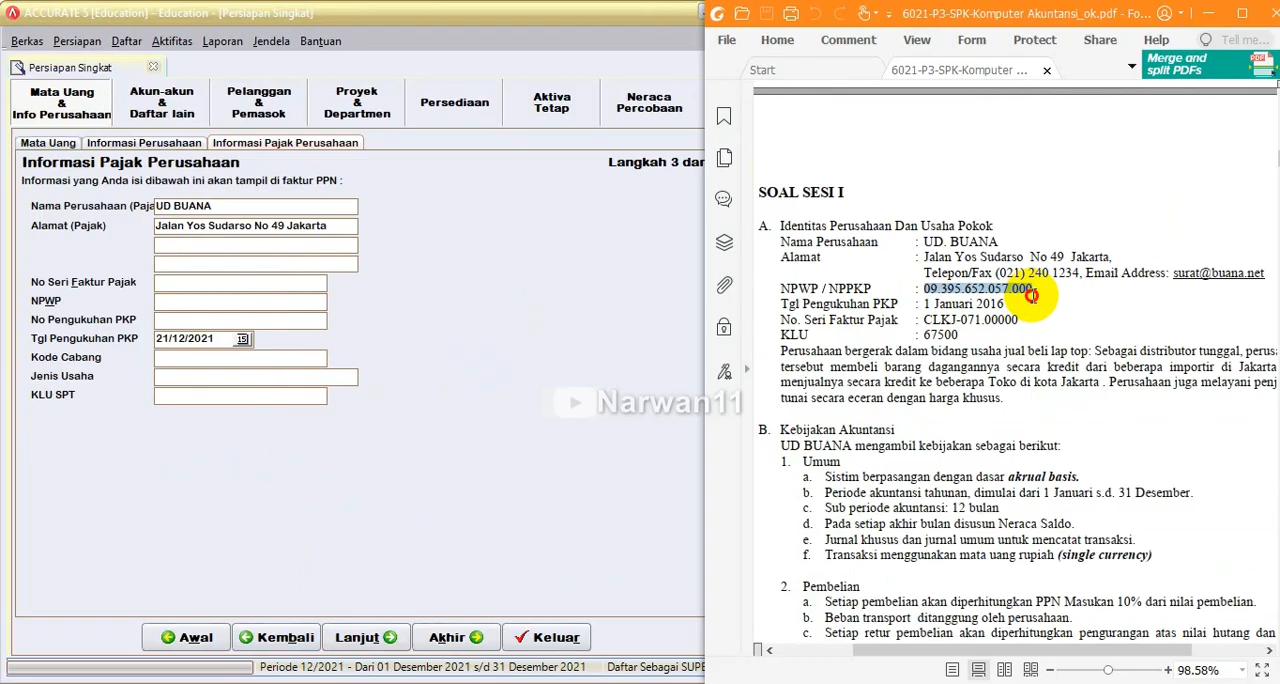 ACCURATE 5 [Education] - Education - [Persiapan Singkat]
Berkas Persiapan Daftar Aktifitas Laporan Jendela Bantuan
Persiapan Singkat
Mata Uang & Info Perusahaan
Akun-akun & Daftar lain
Pelanggan & Pemasok
Proyek & Departmen
Persediaan
Aktiva Tetap
Neraca Percobaan
Mata Uang Informasi Perusahaan Informasi Pajak Perusahaan
Informasi Pajak Perusahaan
Langkah 3 dar
Informasi yang Anda isi dibawah ini akan tampil di faktur PPN :
Nama Perusahaan (Paja UD BUANA
Alamat (Pajak) Jalan Yos Sudarso No 49 Jakarta
No Seri Faktur Pajak
NPWP
No Pengukuhan PKP
Tgl Pengukuhan PKP 21/12/2021 15
Kode Cabang
Jenis Usaha
KLU SPT
Awal Kembali Lanjut Akhir Keluar
Periode 12/2021 - Dari 01 Desember 2021 s/d 31 Desember 2021 Daftar Sebagai SUPE
Narwan11
6021-P3-SPK-Komputer Akuntansi_ok.pdf - Fo...
File Home Comment View Form Protect Share Help Tell me...
Start
6021-P3-SPK-Komputer ...
Merge and
split PDFs
PDF
SOAL SESI I
A. Identitas Perusahaan Dan Usaha Pokok
Nama Perusahaan : UD. BUANA
Alamat : Jalan Yos Sudarso No 49 Jakarta,
Telepon/Fax (021) 240 1234, Email Address: surat@buana.net
NPWP / NPPKP : 09.395.652.057.000
Tgl Pengukuhan PKP : 1 Januari 2016
No. Seri Faktur Pajak : CLKJ-071.00000
KLU : 67500
Perusahaan bergerak dalam bidang usaha jual beli lap top: Sebagai distributor tunggal, perusa
tersebut membeli barang dagangannya secara kredit dari beberapa importir di Jakarta
menjualnya secara kredit ke beberapa Toko di kota Jakarta . Perusahaan juga melayani penj
tunai secara eceran dengan harga khusus.
B. Kebijakan Akuntansi
UD BUANA mengambil kebijakan sebagai berikut:
1. Umum
a. Sistim berpasangan dengan dasar akrual basis.
b. Periode akuntansi tahunan, dimulai dari 1 Januari s.d. 31 Desember.
c. Sub periode akuntansi: 12 bulan
d. Pada setiap akhir bulan disusun Neraca Saldo.
e. Jurnal khusus dan jurnal umum untuk mencatat transaksi.
f. Transaksi menggunakan mata uang rupiah (single currency)
2. Pembelian
a. Setiap pembelian akan diperhitungkan PPN Masukan 10% dari nilai pembelian.
b. Beban transport ditanggung oleh perusahaan.
c. Setiap retur pembelian akan diperhitungkan pengurangan atas nilai hutang dan
98.58%